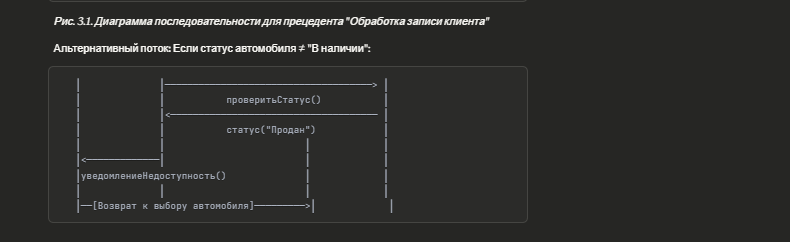 Рис. 3.1. Диаграмма последовательности для прецедента "Обработка записи клиента"
Альтернативный поток: Если статус автомобиля ≠ "В наличии":
проверитьСтатус()
статус("Продан")
уведомлениеНедоступность()
[Возврат к выбору автомобиля]